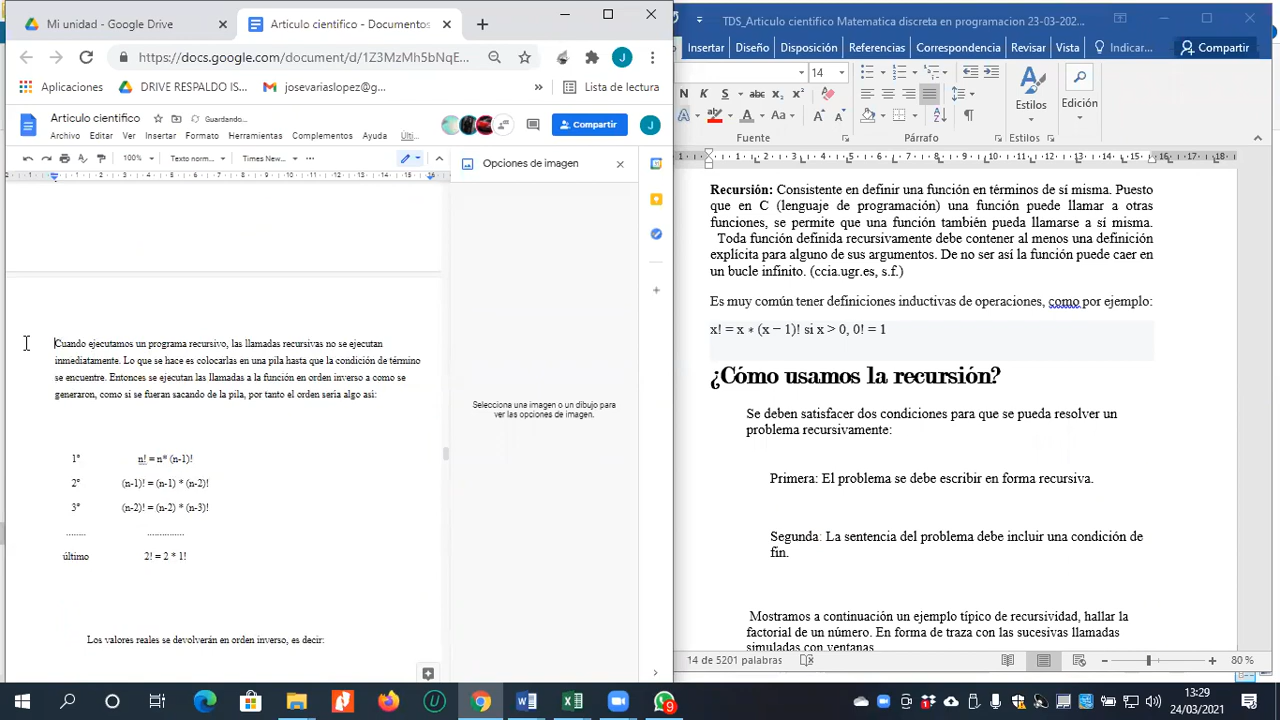 Mi unidad - Google Drive
Articulo cientifico - Documentos
https://docs.google.com/document/d/1Z3MzMh5bNqE...
Aplicaciones
DRIVE RESPALDO (IS...
josevarionlopez@g...
Lista de lectura
Articulo cientifico
Guardando...
Archivo Editar Ver Insertar Formato Herramientas Complementos Ayuda Últi...
Compartir
J
100%
Texto norm...
Times New...
Opciones de imagen
Selecciona una imagen o un dibujo para
ver las opciones de imagen.
Cuando ejecutamos un programa recursivo, las llamadas recursivas no se ejecutan
inmediatamente. Lo que se hace es colocarlas en una pila hasta que la condición de término
se encuentre. Entonces se ejecutan las llamadas a la función en orden inverso a como se
generaron, como si se fueran sacando de la pila, por tanto el orden sería algo asi:
1° n! = n* (n-1)!
2° (n-1)! = (n-1) * (n-2)!
3° (n-2)! = (n-2) * (n-3)!
........ ...............
último 2! = 2 * 1!
Los valores reales se devolverán en orden inverso, es decir:
TDS_Articulo cientifico Matematica discreta en programacion 23-03-202...
Insertar Diseño Disposición Referencias Correspondencia Revisar Vista Indicar... Compartir
14
N K S abc x₂ x²
Aa
Fuente
Párrafo
Estilos
Estilos
Edición
Recursión: Consistente en definir una función en términos de sí misma. Puesto
que en C (lenguaje de programación) una función puede llamar a otras
funciones, se permite que una función también pueda llamarse a sí misma.
Toda función definida recursivamente debe contener al menos una definición
explícita para alguno de sus argumentos. De no ser así la función puede caer en
un bucle infinito. (ccia.ugr.es, s.f.)
Es muy común tener definiciones inductivas de operaciones, como por ejemplo:
x! = x ∗ (x − 1)! si x > 0, 0! = 1
¿Cómo usamos la recursión?
Se deben satisfacer dos condiciones para que se pueda resolver un
problema recursivamente:
Primera: El problema se debe escribir en forma recursiva.
Segunda: La sentencia del problema debe incluir una condición de
fin.
Mostramos a continuación un ejemplo típico de recursividad, hallar la
factorial de un número. En forma de traza con las sucesivas llamadas
simuladas con ventanas
14 de 5201 palabras
80 %
9
13:29
24/03/2021